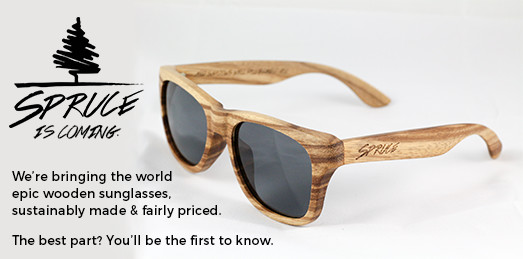 SPRUCE
IS COMING.
We're bringing the world
epic wooden sunglasses,
sustainably made & fairly priced.
The best part? You'll be the first to know.
SPRUCE